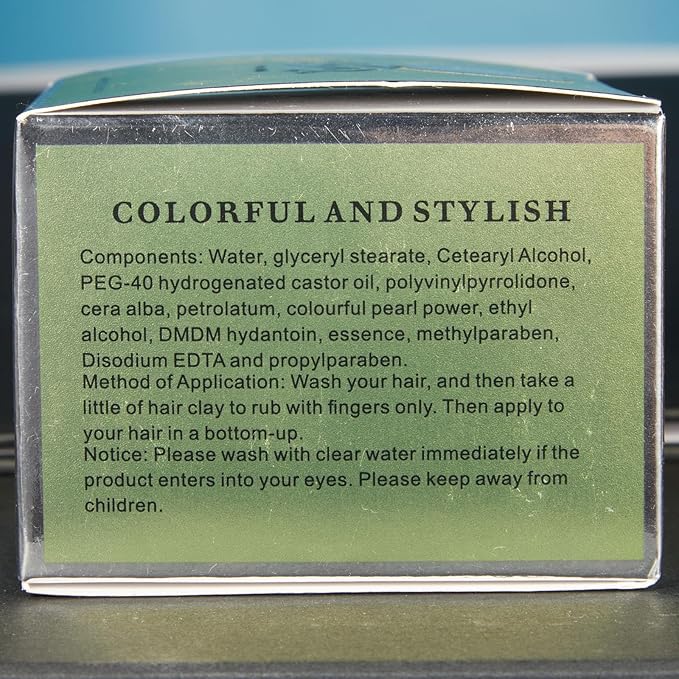 COLORFUL AND STYLISH
Components: Water, glyceryl stearate, Cetearyl Alcohol,
PEG-40 hydrogenated castor oil, polyvinylpyrrolidone,
cera alba, petrolatum, colourful pearl power, ethyl
alcohol, DMDM hydantoin, essence, methylparaben,
Disodium EDTA and propylparaben.
Method of Application: Wash your hair, and then take a
little of hair clay to rub with fingers only. Then apply to
your hair in a bottom-up.
Notice: Please wash with clear water immediately if the
product enters into your eyes. Please keep away from
children.